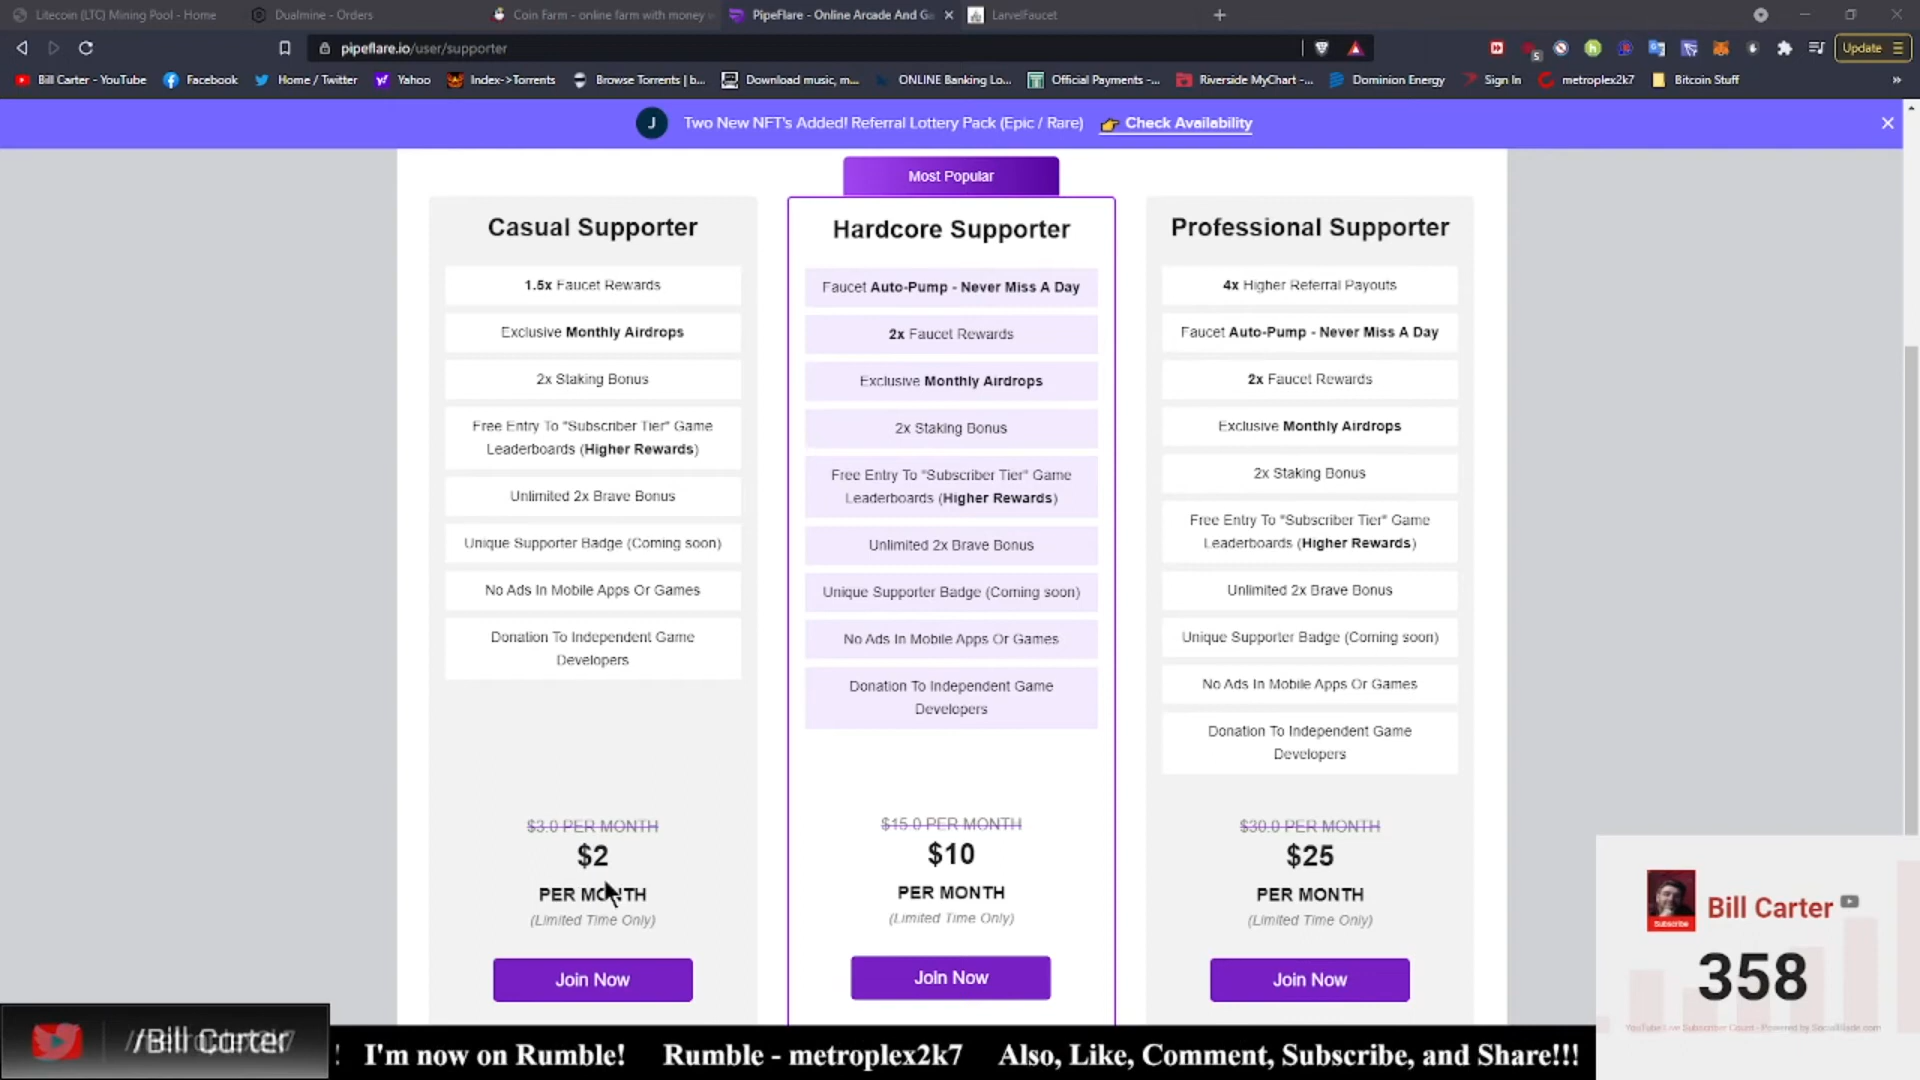 Litecoin (LTC) Mining Pool - Home
Dualmine - Orders
Coin Farm - online farm with money
PipeFlare - Online Arcade And Ga
LarvelFaucet
pipeflare.io/user/supporter
Update
Bill Carter - YouTube
Facebook
Home / Twitter
Yahoo
Index->Torrents
Browse Torrents | b...
Download music, m...
ONLINE Banking Lo...
Official Payments -...
Riverside MyChart -...
Dominion Energy
Sign In
metroplex2k7
Bitcoin Stuff
J
Two New NFT's Added! Referral Lottery Pack (Epic / Rare)
Check Availability
Most Popular
Casual Supporter
1.5x Faucet Rewards
Exclusive Monthly Airdrops
2x Staking Bonus
Free Entry To "Subscriber Tier" Game
Leaderboards (Higher Rewards)
Unlimited 2x Brave Bonus
Unique Supporter Badge (Coming soon)
No Ads In Mobile Apps Or Games
Donation To Independent Game
Developers
$3.0 PER MONTH
$2
PER MONTH
(Limited Time Only)
Join Now
Hardcore Supporter
Faucet Auto-Pump - Never Miss A Day
2x Faucet Rewards
Exclusive Monthly Airdrops
2x Staking Bonus
Free Entry To "Subscriber Tier" Game
Leaderboards (Higher Rewards)
Unlimited 2x Brave Bonus
Unique Supporter Badge (Coming soon)
No Ads In Mobile Apps Or Games
Donation To Independent Game
Developers
$15.0 PER MONTH
$10
PER MONTH
(Limited Time Only)
Join Now
Professional Supporter
4x Higher Referral Payouts
Faucet Auto-Pump - Never Miss A Day
2x Faucet Rewards
Exclusive Monthly Airdrops
2x Staking Bonus
Free Entry To "Subscriber Tier" Game
Leaderboards (Higher Rewards)
Unlimited 2x Brave Bonus
Unique Supporter Badge (Coming soon)
No Ads In Mobile Apps Or Games
Donation To Independent Game
Developers
$30.0 PER MONTH
$25
PER MONTH
(Limited Time Only)
Join Now
Subscribe
Bill Carter
358
YouTube Live Subscriber Count - Powered by SocialBlade.com
/Bill Carter
! I'm now on Rumble! Rumble - metroplex2k7 Also, Like, Comment, Subscribe, and Share!!!